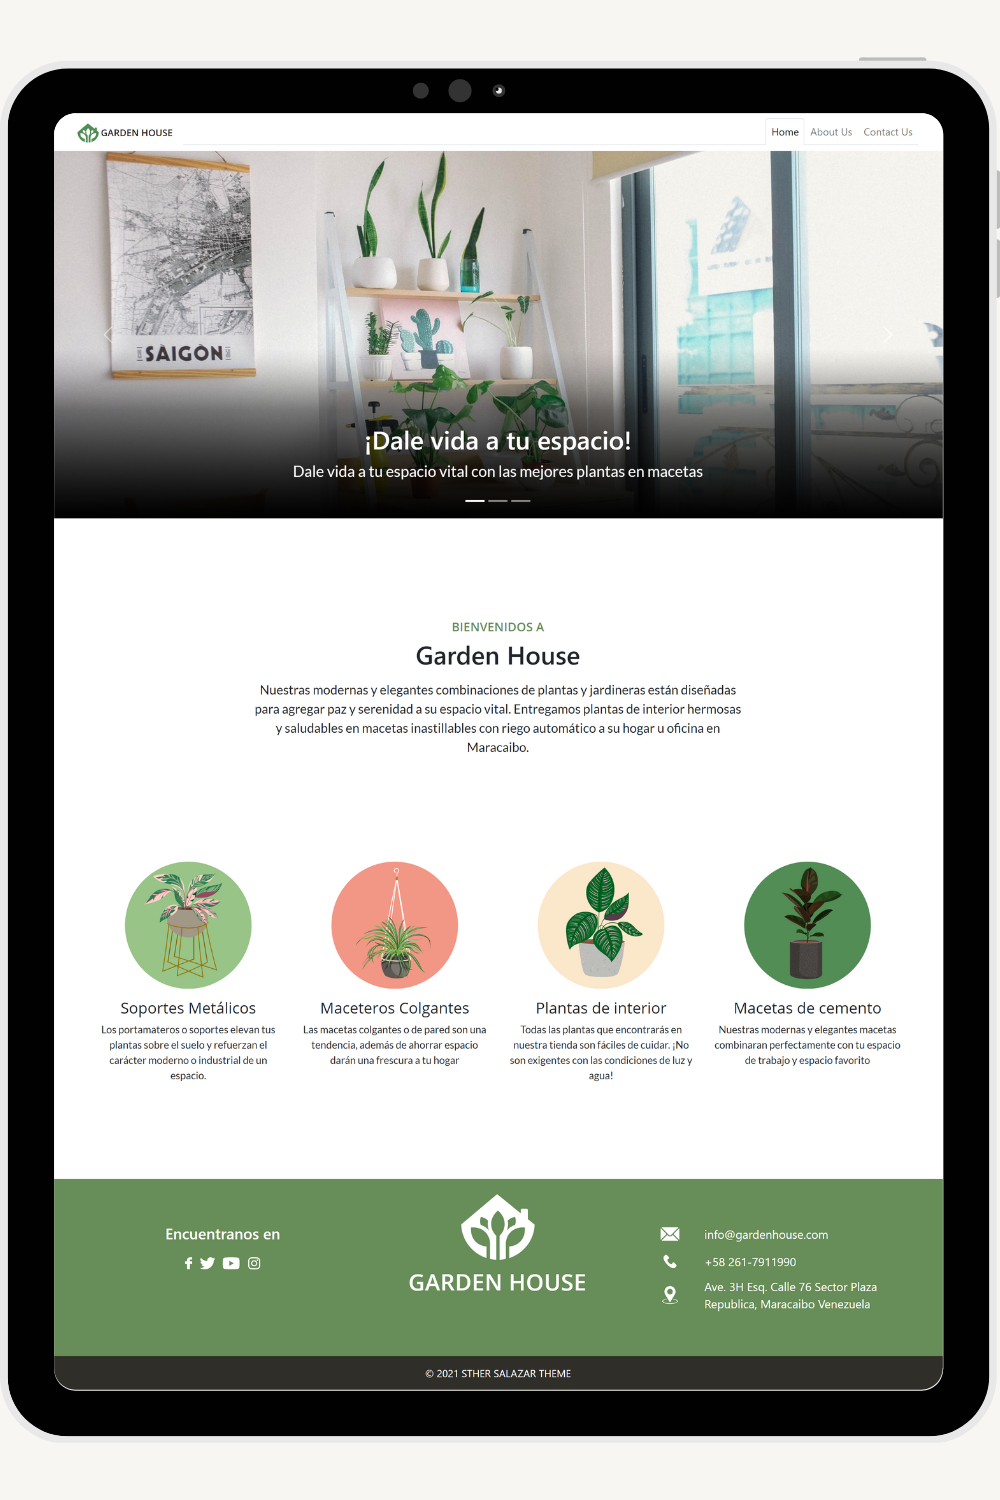 GARDEN HOUSE
Home About Us Contact Us
SÀIGÒN
¡Dale vida a tu espacio!
Dale vida a tu espacio vital con las mejores plantas en macetas
BIENVENIDOS A
Garden House
Nuestras modernas y elegantes combinaciones de plantas y jardineras están diseñadas
para agregar paz y serenidad a su espacio vital. Entregamos plantas de interior hermosas
y saludables en macetas inastillables con riego automático a su hogar u oficina en
Maracaibo.
Soportes Metálicos
Los portamateros o soportes elevan tus
plantas sobre el suelo y refuerzan el
carácter moderno o industrial de un
espacio.
Maceteros Colgantes
Las macetas colgantes o de pared son una
tendencia, además de ahorrar espacio
darán una frescura a tu hogar
Plantas de interior
Todas las plantas que encontrarás en
nuestra tienda son fáciles de cuidar. ¡No
son exigentes con las condiciones de luz y
agua!
Macetas de cemento
Nuestras modernas y elegantes macetas
combinaran perfectamente con tu espacio
de trabajo y espacio favorito
Encuentranos en
GARDEN HOUSE
info@gardenhouse.com
+58 261-7911990
Ave. 3H Esq. Calle 76 Sector Plaza
Republica, Maracaibo Venezuela
© 2021 STHER SALAZAR THEME